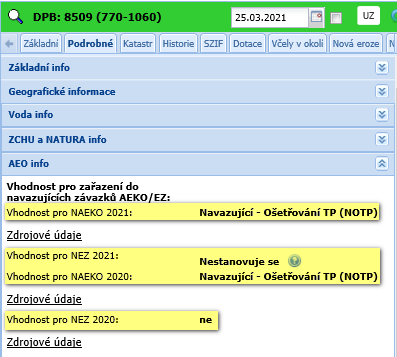 DPB: 8509 (770-1060) 25.03.2021 UZ
Základní Podrobné Katastr Historie SZIF Dotace Včely v okolí Nová eroze N
Základní info
Geografické informace
Voda info
ZCHU a NATURA info
AEO info
Vhodnost pro zařazení do
navazujících závazků AEKO/EZ:
Vhodnost pro NAEKO 2021: Navazující - Ošetřování TP (NOTP)
Zdrojové údaje
Vhodnost pro NEZ 2021: Nestanovuje se
Vhodnost pro NAEKO 2020: Navazující - Ošetřování TP (NOTP)
Zdrojové údaje
Vhodnost pro NEZ 2020: ne
Zdrojové údaje